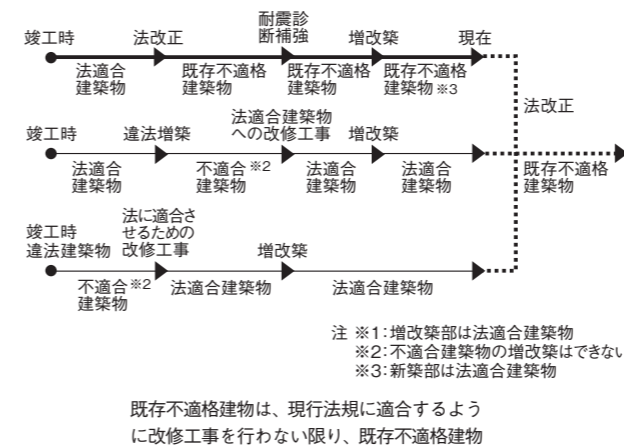 竣工時
法改正
耐震診
断補強
増改築
現在
法適合
建築物
既存不適格
建築物
既存不適格
建築物
既存不適格
建築物※3
法改正
竣工時
違法増築
法適合建築物
への改修工事
増改築
法適合
建築物
不適合※2
建築物
法適合
建築物
法適合
建築物
既存不適格
建築物
竣工時
違法建築物
法に適合さ
せるための
改修工事
増改築
不適合※2
建築物
法適合建築物
法適合建築物
注 ※1:増改築部は法適合建築物
※2:不適合建築物の増改築はできない
※3:新築部は法適合建築物
既存不適格建物は、現行法規に適合するよう
に改修工事を行わない限り、既存不適格建物